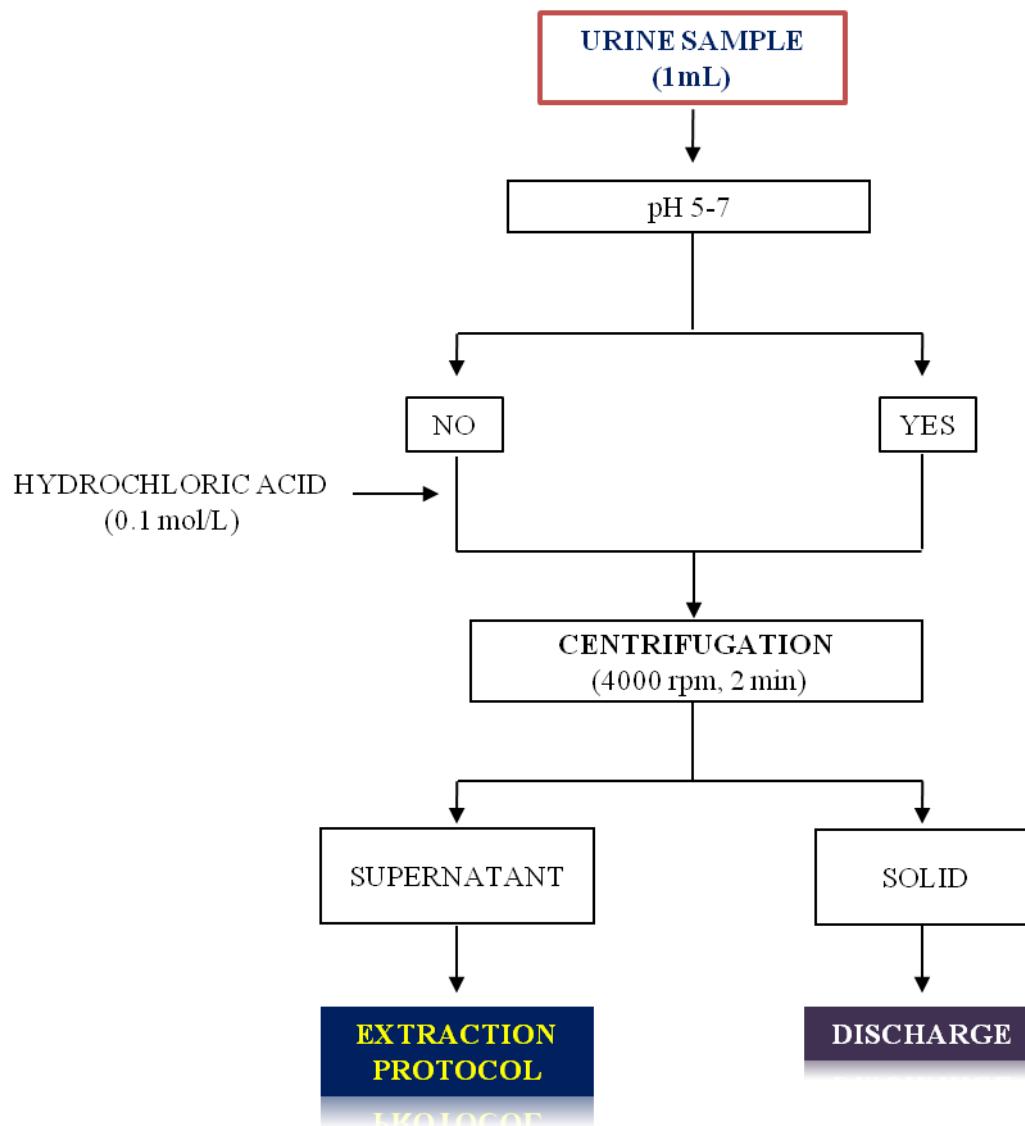 URINE SAMPLE
(1mL)
pH 5-7
NO
YES
HYDROCHLORIC ACID
(0.1 mol/L)
CENTRIFUGATION
(4000 rpm, 2 min)
SUPERNATANT
SOLID
EXTRACTION
PROTOCOL
DISCHARGE